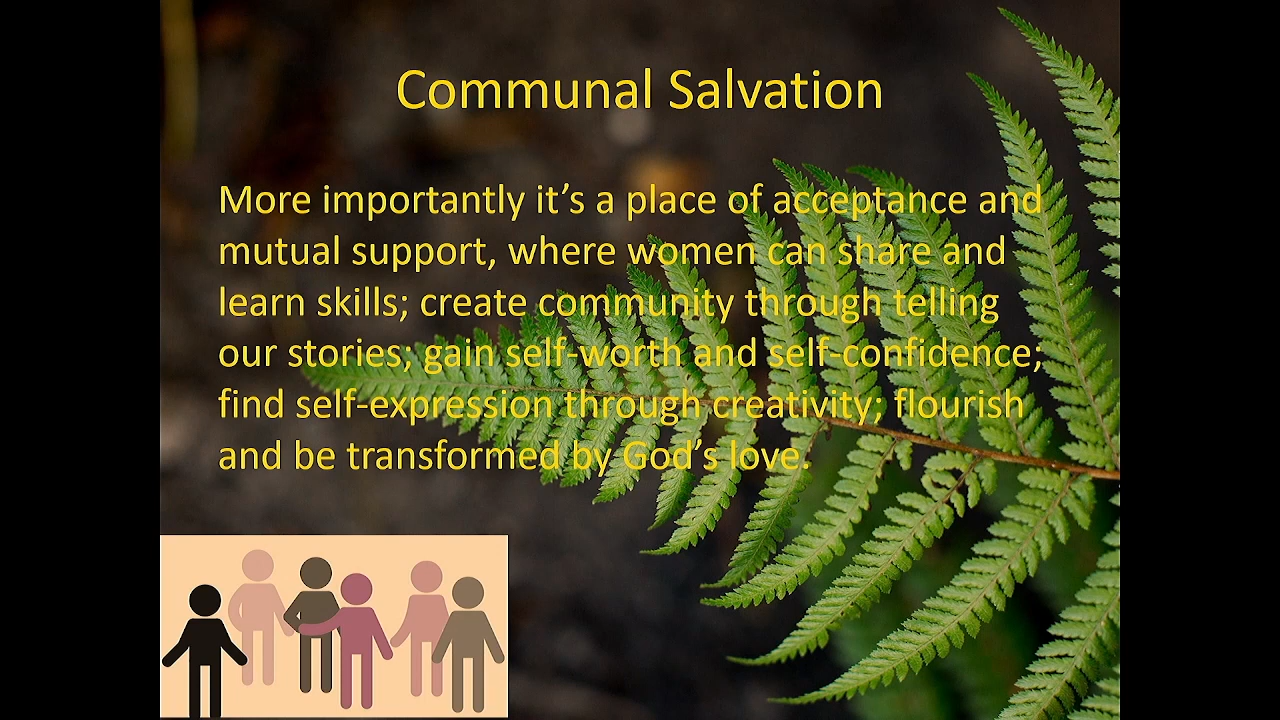 Communal Salvation
More importantly it’s a place of acceptance and
mutual support, where women can share and
learn skills; create community through telling
our stories; gain self-worth and self-confidence;
find self-expression through creativity; flourish
and be transformed by God’s love.